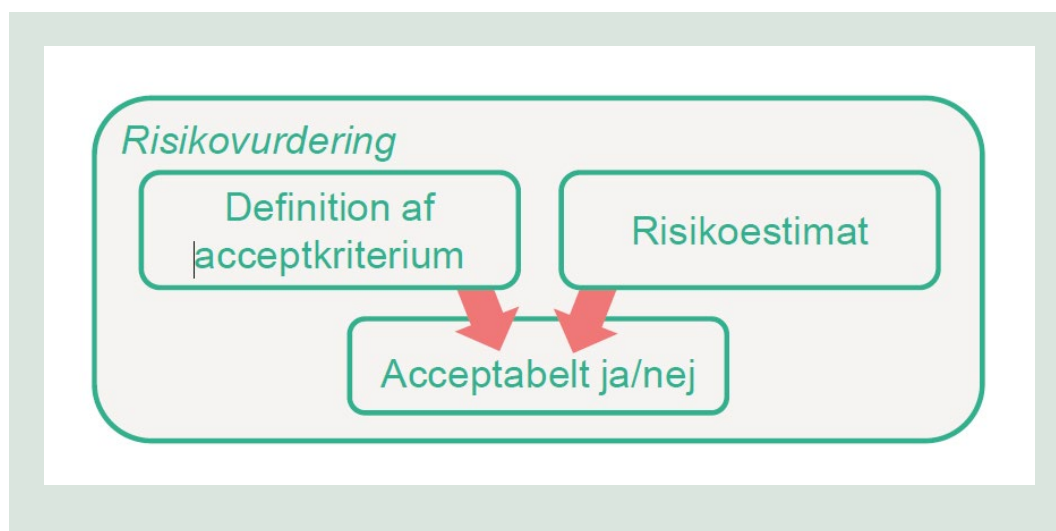 Risikovurdering
Definition af
acceptkriterium
Risikoestimat
Acceptabelt ja/nej